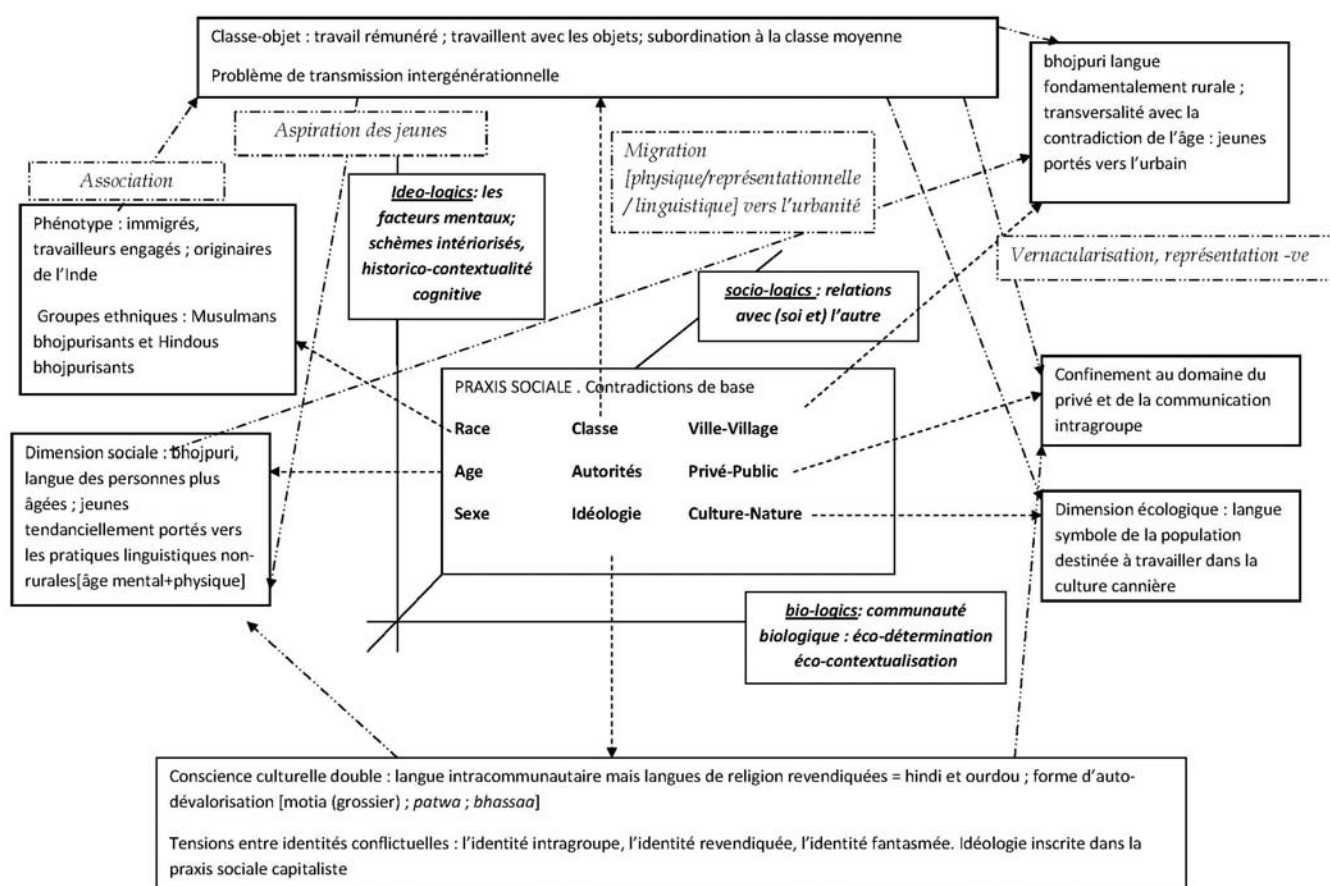 Classe-objet : travail rémunéré ; travaillent avec les objets; subordination à la classe moyenne
Problème de transmission intergénérationnelle
bhojpuri langue
fondamentalement rurale ;
transversalité avec la
contradiction de l'âge : jeunes
portés vers l'urbain
Aspiration des jeunes
Migration
[physique/représentationnelle
/ linguistique] vers l'urbanité
Association
Phénotype : immigrés,
travailleurs engagés ; originaires
de l'Inde
Groupes ethniques : Musulmans
bhojpurisants et Hindous
bhojpurisants
Ideo-logics: les
facteurs mentaux;
schèmes intériorisés,
historico-contextualité
cognitive
Vernacularisation, représentation -ve
socio-logics : relations
avec (soi et) l'autre
PRAXIS SOCIALE . Contradictions de base
Race Classe Ville-Village
Age Autorités Privé-Public
Sexe Idéologie Culture-Nature
Confinement au domaine du
privé et de la communication
intragroupe
Dimension sociale : bhojpuri,
langue des personnes plus
âgées ; jeunes
tendanciellement portés vers
les pratiques linguistiques non-
rurales[âge mental+physique]
Dimension écologique : langue
symbole de la population
destinée à travailler dans la
culture cannière
bio-logics: communauté
biologique : éco-détermination
éco-contextualisation
Conscience culturelle double : langue intracommunautaire mais langues de religion revendiquées = hindi et ourdou ; forme d'auto-
dévalorisation [motia (grossier) ; patwa ; bhassaa]
Tensions entre identités conflictuelles : l'identité intragroupe, l'identité revendiquée, l'identité fantasmée. Idéologie inscrite dans la
praxis sociale capitaliste